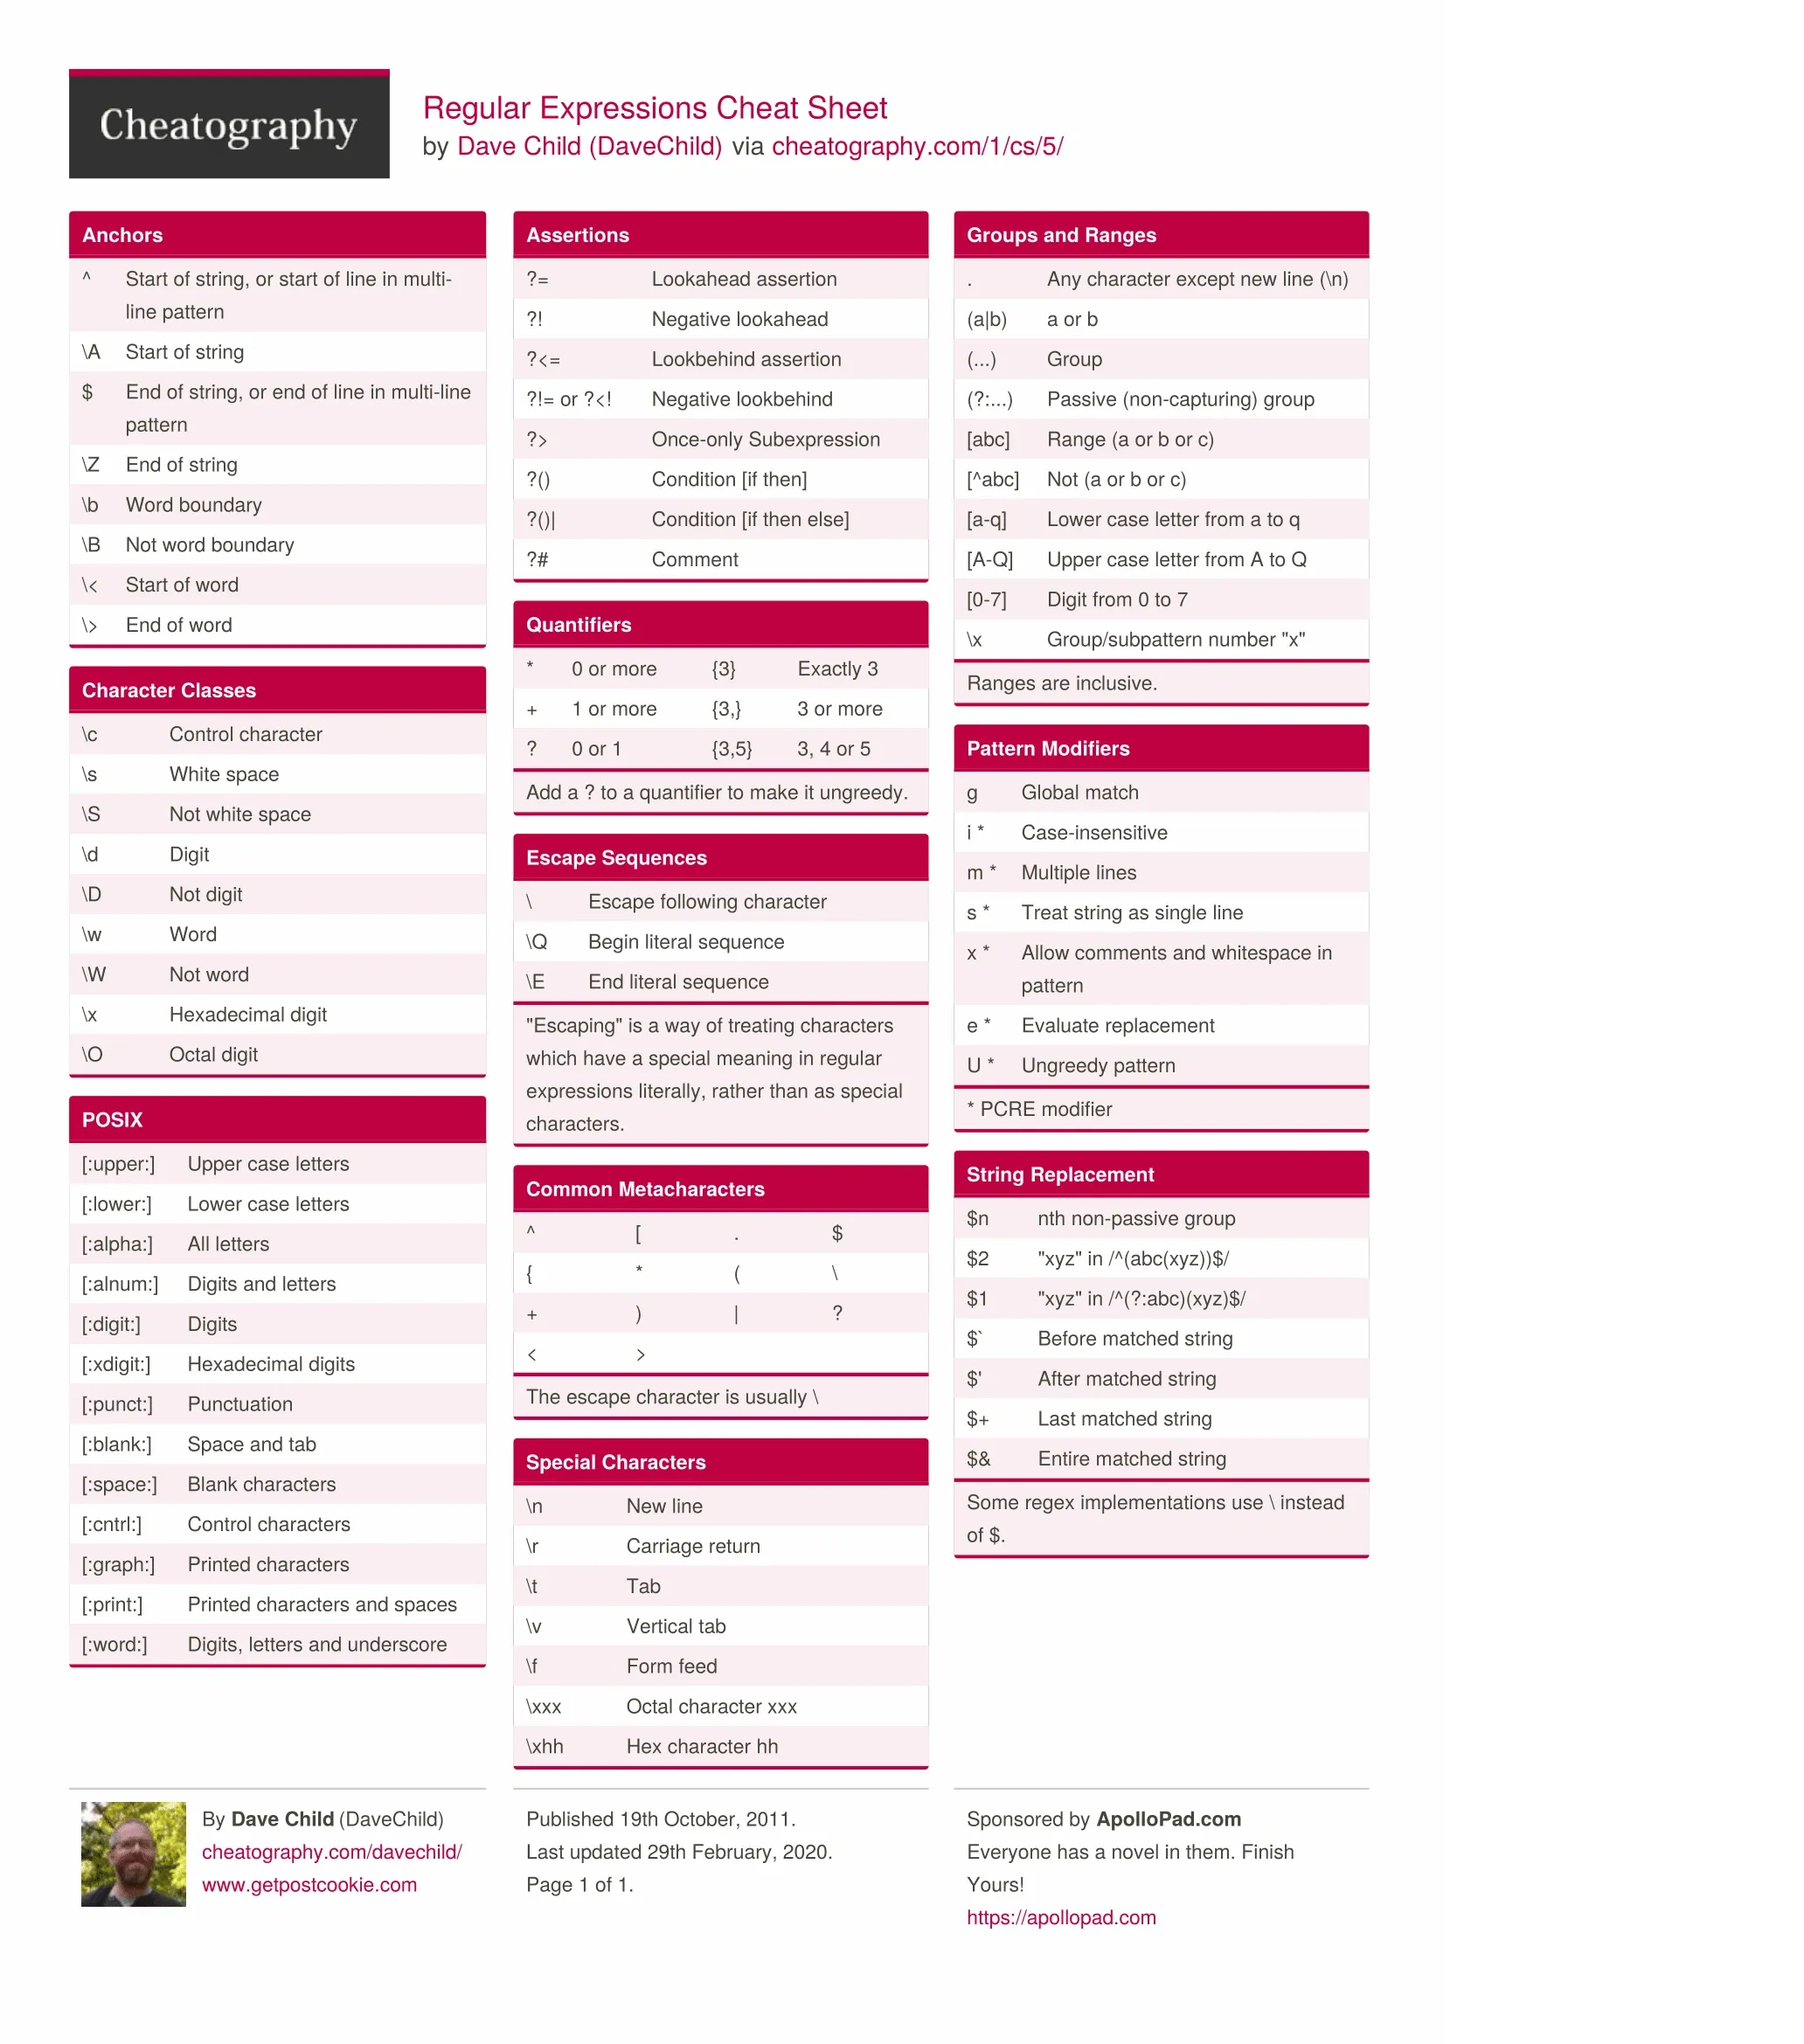 Cheatography
Regular Expressions Cheat Sheet
by Dave Child (DaveChild) via cheatography.com/1/cs/5/
Anchors
^ Start of string, or start of line in multi-
line pattern
\A Start of string
$ End of string, or end of line in multi-line
pattern
\Z End of string
\b Word boundary
\B Not word boundary
\< Start of word
\> End of word
Character Classes
\c Control character
\s White space
\S Not white space
\d Digit
\D Not digit
\w Word
\W Not word
\x Hexadecimal digit
\O Octal digit
POSIX
[:upper:] Upper case letters
[:lower:] Lower case letters
[:alpha:] All letters
[:alnum:] Digits and letters
[:digit:] Digits
[:xdigit:] Hexadecimal digits
[:punct:] Punctuation
[:blank:] Space and tab
[:space:] Blank characters
[:cntrl:] Control characters
[:graph:] Printed characters
[:print:] Printed characters and spaces
[:word:] Digits, letters and underscore
Assertions
?= Lookahead assertion
?! Negative lookahead
?<= Lookbehind assertion
?!= or ?<! Negative lookbehind
?> Once-only Subexpression
?() Condition [if then]
?()| Condition [if then else]
?# Comment
Quantifiers
* 0 or more {3} Exactly 3
+ 1 or more {3,} 3 or more
? 0 or 1 {3,5} 3, 4 or 5
Add a ? to a quantifier to make it ungreedy.
Escape Sequences
\ Escape following character
\Q Begin literal sequence
\E End literal sequence
"Escaping" is a way of treating characters
which have a special meaning in regular
expressions literally, rather than as special
characters.
Common Metacharacters
^ [ . $
{ * ( \
+ ) | ?
< >
The escape character is usually \
Special Characters
\n New line
\r Carriage return
\t Tab
\v Vertical tab
\f Form feed
\xxx Octal character xxx
\xhh Hex character hh
Groups and Ranges
. Any character except new line (\n)
(a|b) a or b
(...) Group
(?:...) Passive (non-capturing) group
[abc] Range (a or b or c)
[^abc] Not (a or b or c)
[a-q] Lower case letter from a to q
[A-Q] Upper case letter from A to Q
[0-7] Digit from 0 to 7
\x Group/subpattern number "x"
Ranges are inclusive.
Pattern Modifiers
g Global match
i * Case-insensitive
m * Multiple lines
s * Treat string as single line
x * Allow comments and whitespace in
pattern
e * Evaluate replacement
U * Ungreedy pattern
* PCRE modifier
String Replacement
$n nth non-passive group
$2 "xyz" in /^(abc(xyz))$/
$1 "xyz" in /^(?:abc)(xyz)$/
$` Before matched string
$' After matched string
$+ Last matched string
$& Entire matched string
Some regex implementations use \ instead
of $.
By Dave Child (DaveChild)
cheatography.com/davechild/
www.getpostcookie.com
Published 19th October, 2011.
Last updated 29th February, 2020.
Page 1 of 1.
Sponsored by ApolloPad.com
Everyone has a novel in them. Finish
Yours!
https://apollopad.com